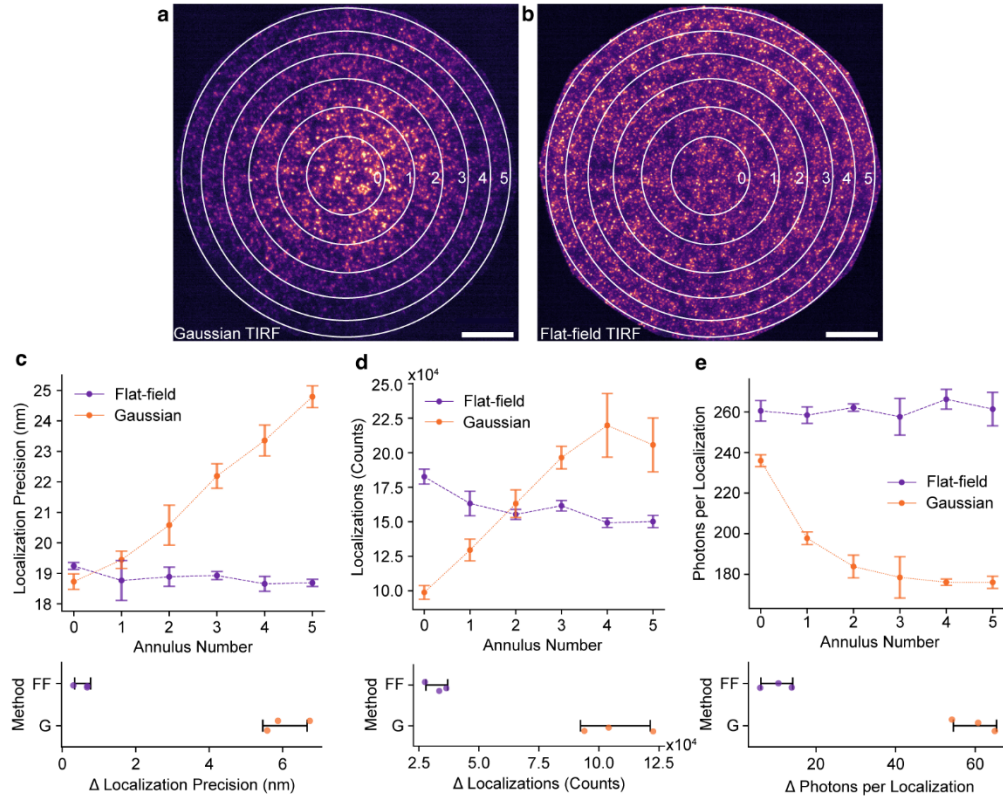 a
b
0 1 2 3 4 5
0 1 2 3 4 5
Gaussian TIRF
Flat-field TIRF
c
25
24
23
22
21
20
19
18
Localization Precision (nm)
Flat-field
Gaussian
0 1 2 3 4 5
Annulus Number
d
x10⁴
25.0
22.5
20.0
17.5
15.0
12.5
10.0
Localizations (Counts)
Flat-field
Gaussian
0 1 2 3 4 5
Annulus Number
e
260
240
220
200
180
Photons per Localization
Flat-field
Gaussian
0 1 2 3 4 5
Annulus Number
Method
FF
G
0 2 4 6
Δ Localization Precision (nm)
Method
FF
G
2.5 5.0 7.5 10.0 12.5
x10⁴
Δ Localizations (Counts)
Method
FF
G
20 40 60
Δ Photons per Localization